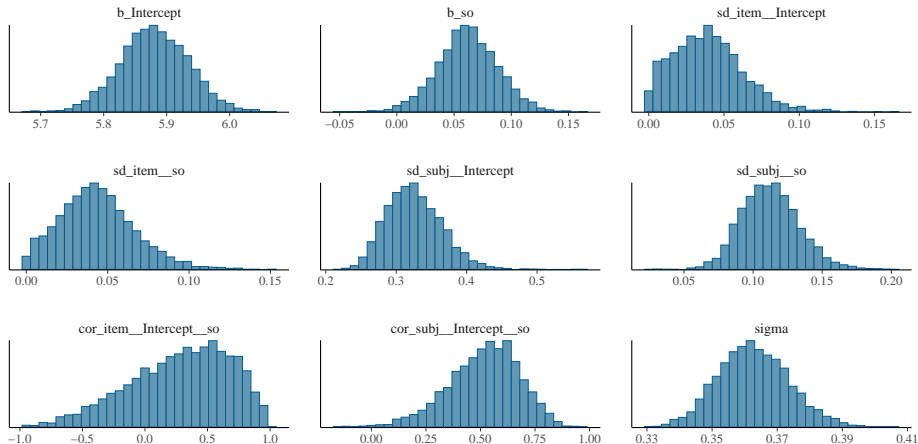 b_Intercept
b_so
sd_item__Intercept
5.7 5.8 5.9 6.0
−0.05 0.00 0.05 0.10 0.15
0.00 0.05 0.10 0.15
sd_item__so
sd_subj__Intercept
sd_subj__so
0.00 0.05 0.10 0.15
0.2 0.3 0.4 0.5
0.05 0.10 0.15 0.20
cor_item__Intercept__so
cor_subj__Intercept__so
sigma
−1.0 −0.5 0.0 0.5 1.0
0.00 0.25 0.50 0.75 1.00
0.33 0.35 0.37 0.39